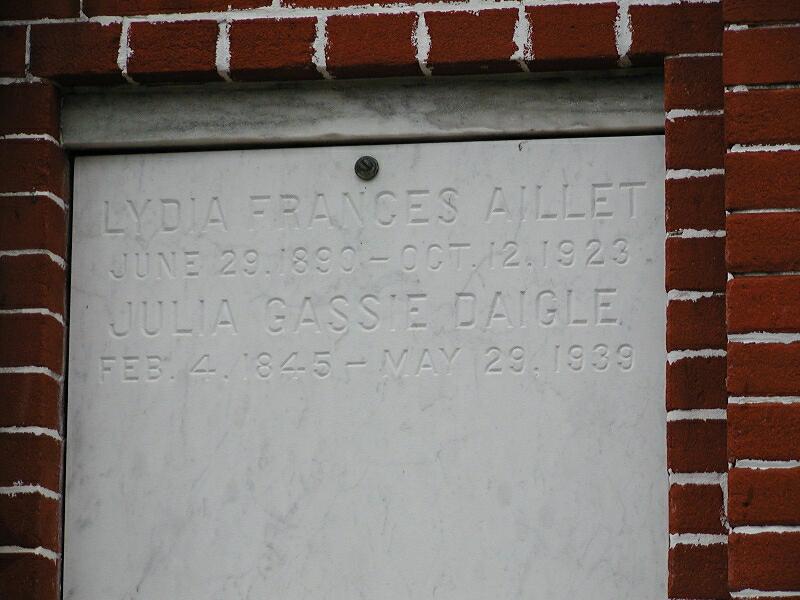 LYDIA FRANCES AILLET
JUNE 29, 1890 – OCT. 12, 1923
JULIA GASSIE DAIGLE
FEB. 4, 1845 – MAY 29, 1939